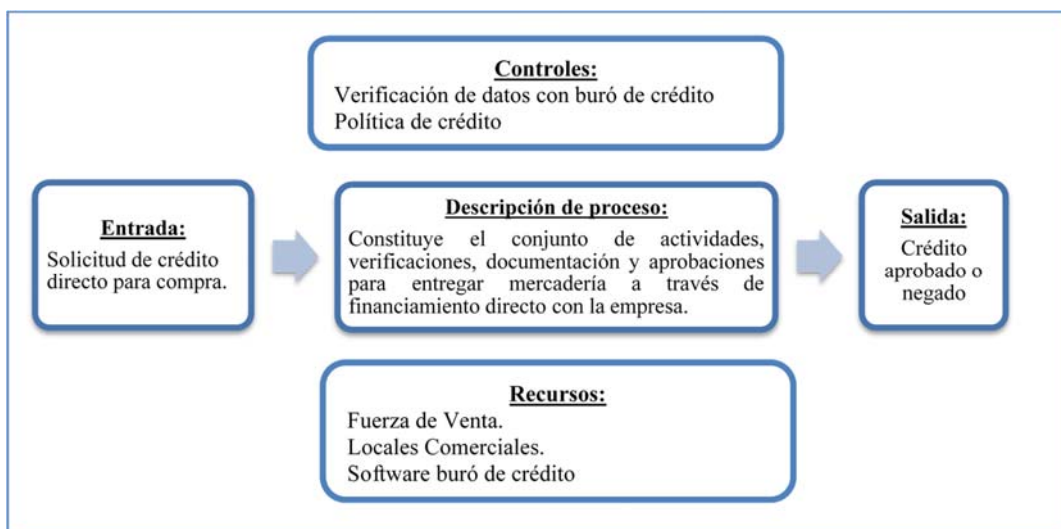 Controles:
Verificación de datos con buró de crédito
Política de crédito
Entrada:
Solicitud de crédito
directo para compra.
Descripción de proceso:
Constituye el conjunto de actividades,
verificaciones, documentación y aprobaciones
para entregar mercadería a través de
financiamiento directo con la empresa.
Salida:
Crédito
aprobado o
negado
Recursos:
Fuerza de Venta.
Locales Comerciales.
Software buró de crédito